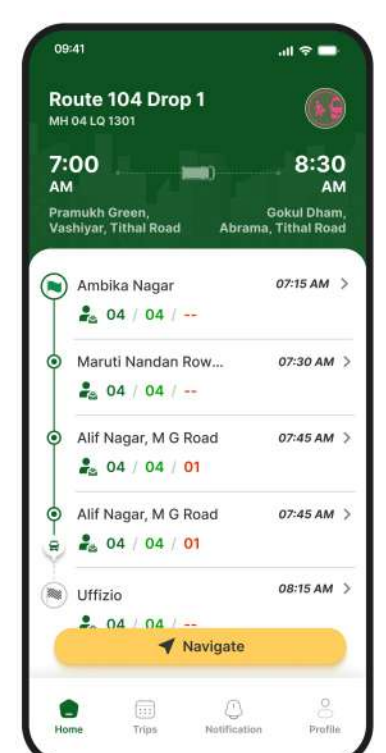 09:41
Route 104 Drop 1
MH 04 LQ 1301
7:00 8:30
AM AM
Pramukh Green, Gokul Dham,
Vashiyar, Tithal Road Abrama, Tithal Road
Ambika Nagar 07:15 AM
04 / 04 / --
Maruti Nandan Row... 07:30 AM
04 / 04 / --
Alif Nagar, M G Road 07:45 AM
04 / 04 / 01
Alif Nagar, M G Road 07:45 AM
04 / 04 / 01
Uffizio 08:15 AM
04 / 04 / --
Navigate
Home Trips Notification Profile